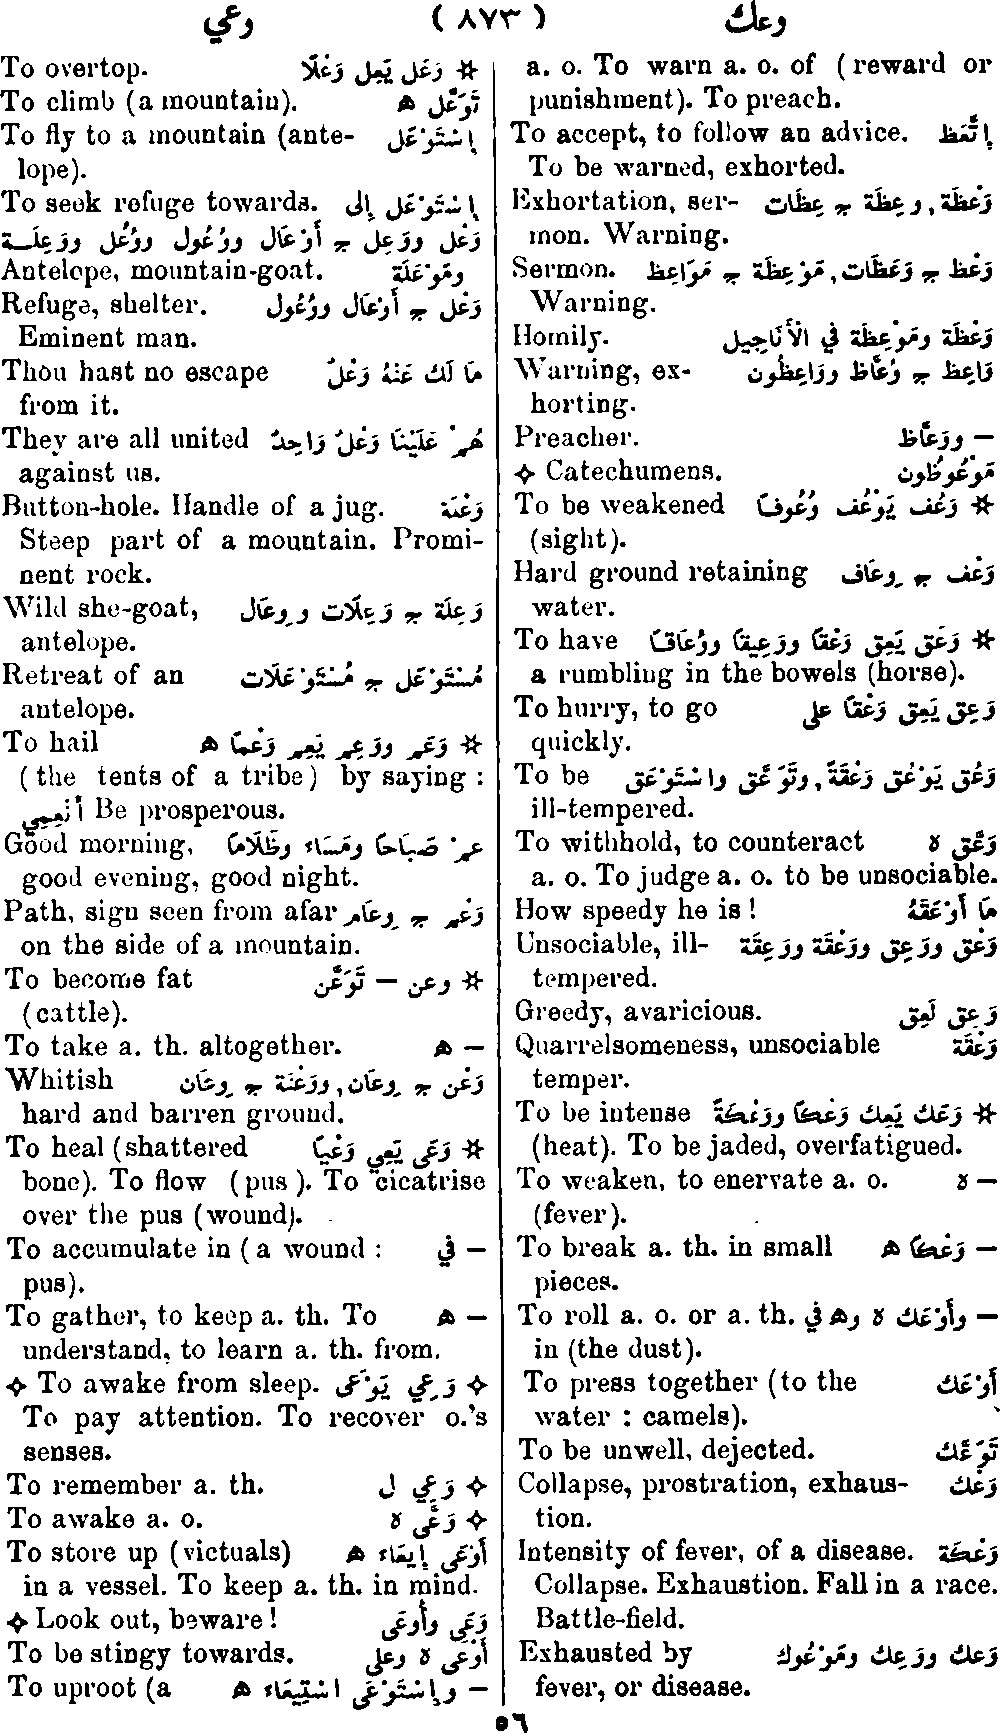 وعك ( ٨٧٣ ) وعي
a. o. To warn a. o. of (reward or
punishment). To preach.
To accept, to follow an advice. إِتَّعَظ
To be warned, exhorted.
Exhortation, ser- وَعْظَة, وعِظَة ج عِظَات
mon. Warning.
Sermon. وَعْظ ج وَعَظَات, مَوْعِظَة ج مَوَاعِظ
Warning.
Homily. وَعْظَة ومَوْعِظَة في الأَنَاجِيل
Warning, ex- وَاعِظ ج وُعَّاظ ووَاعِظُون
horting.
Preacher. — ووَعَّاظ
✧ Catechumens. مَوْعُوظُون
To be weakened ☆ وَعُف يَوْعُف وُعُوفًا
(sight).
Hard ground retaining وَعْف ج وِعَاف
water.
To have ☆ وَعَق يَعِق وَعْقًا ووَعِيقًا ووُعَاقًا
a rumbling in the bowels (horse).
To hurry, to go وَعِق يَعِق وَعْقًا على
quickly.
To be وَعُق يَوْعُق وَعْقَة, وتَوَعَّق واسْتَوْعَق
ill-tempered.
To withhold, to counteract وَعَّق ه
a. o. To judge a. o. to be unsociable.
How speedy he is ! مَا أَوْعَقَهُ
Unsociable, ill- وَعْق ووَعِق ووَعْقَة ووَعِقَة
tempered.
Greedy, avaricious. وَعِق لَعِق
Quarrelsomeness, unsociable وَعْقَة
temper.
To be intense ☆ وَعَك يَعِك وَعْكًا ووَعْكَةً
(heat). To be jaded, overfatigued.
To weaken, to enervate a. o. — ه
(fever).
To break a. th. in small — وَعْكًا ه
pieces.
To roll a. o. or a. th. — وأَوْعَك ه وه في
in (the dust).
To press together (to the أَوْعَك
water : camels).
To be unwell, dejected. تَوَعَّك
Collapse, prostration, exhaus- وَعْك
tion.
Intensity of fever, of a disease. وَعْكَة
Collapse. Exhaustion. Fall in a race.
Battle-field.
Exhausted by وَعك ووَعِك ومَوْعُوك
fever, or disease.
To overtop. ☆ وَعَل يَعِل وَعْلًا
To climb (a mountain). تَوَعَّل ه
To fly to a mountain (ante- إِسْتَوْعَل
lope).
To seek refuge towards. إِسْتَوْعَل إِلى
وَعْل ووَعِل ج أَوْعَال ووُعُول ووُعُل ووَعِلَة
Antelope, mountain-goat. ومَوْعَلَة
Refuge, shelter. وَعْل ج أَوْعَال ووُعُول
Eminent man.
Thou hast no escape مَا لَك عَنْهُ وَعْلٌ
from it.
They are all united هُم عَلَيْنَا وَعْلٌ وَاحِدٌ
against us.
Button-hole. Handle of a jug. وَعْلَة
Steep part of a mountain. Promi-
nent rock.
Wild she-goat, وَعِلَة ج وَعِلَات و وِعَال
antelope.
Retreat of an مُسْتَوْعَل ج مُسْتَوْعَلَات
antelope.
To hail ☆ وَعَم ووَعِم يَعِم وَعْمًا ه
(the tents of a tribe) by saying :
أَنْعِمِي Be prosperous.
Good morning, عِمْ صَبَاحًا ومَسَاء وظَلَامًا
good evening, good night.
Path, sign seen from afar وَعْم ج وِعَام
on the side of a mountain.
To become fat ☆ وعن — تَوَعَّن
(cattle).
To take a. th. altogether. — ه
Whitish وَعْن ج وِعَان, ووَعْنَة ج وِعَان
hard and barren ground.
To heal (shattered ☆ وَعَى يَعِي وَعْيًا
bone). To flow (pus). To cicatrise
over the pus (wound).
To accumulate in (a wound : — في
pus).
To gather, to keep a. th. To — ه
understand, to learn a. th. from.
✧ To awake from sleep. ✧ وَعِي يَوْعَى
To pay attention. To recover o.'s
senses.
To remember a. th. ✧ وَعِي ل
To awake a. o. ✧ وَعَّى ه
To store up (victuals) أَوْعَى إِيعَاء ه
in a vessel. To keep a. th. in mind.
✧ Look out, beware ! وَعَي وأَوعَى
To be stingy towards. أَوْعَى ه وعلى
To uproot (a — وإِسْتَوْعَى اسْتِيعَاء ه
٥٦